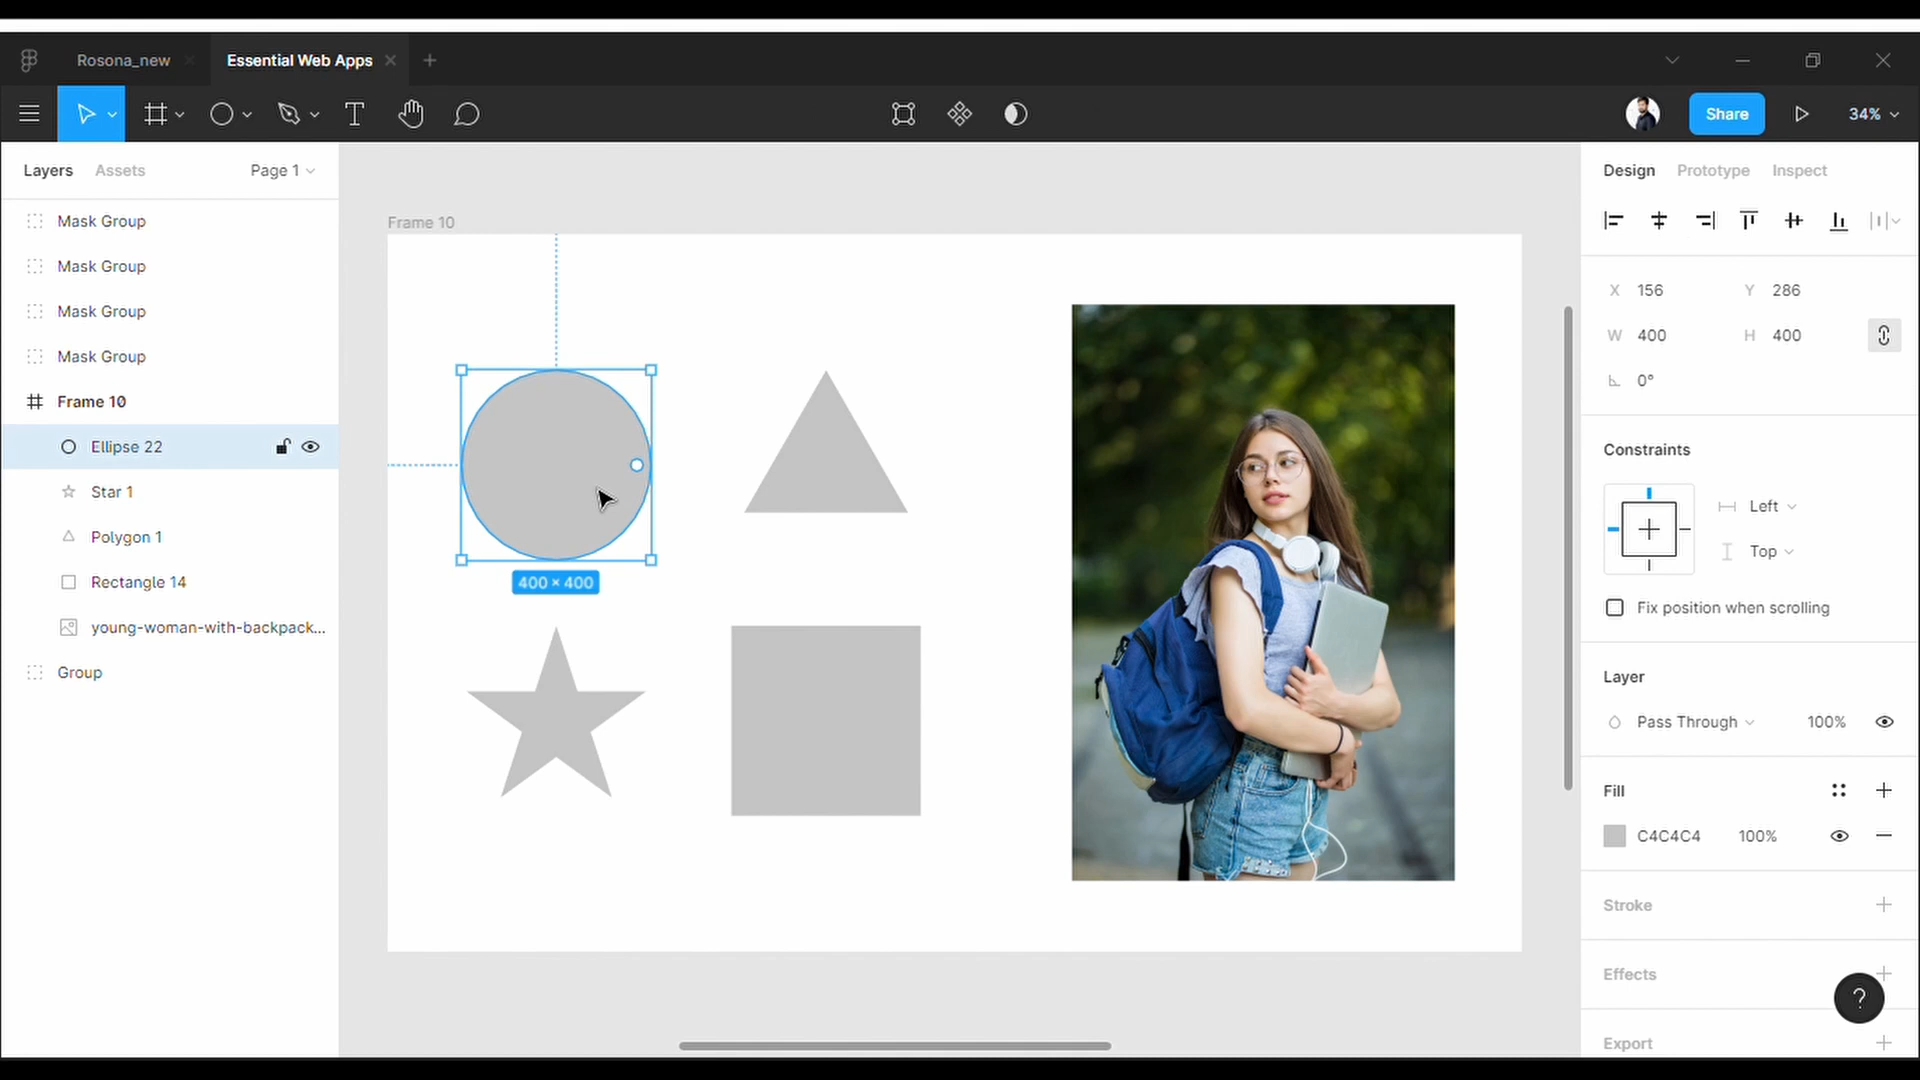 Rosona_new
Essential Web Apps
Share
34%
Layers
Assets
Page 1
Mask Group
Mask Group
Mask Group
Mask Group
Frame 10
Ellipse 22
Star 1
Polygon 1
Rectangle 14
young-woman-with-backpack...
Group
Frame 10
400 × 400
Design
Prototype
Inspect
X 156
Y 286
W 400
H 400
0°
Constraints
Left
Top
Fix position when scrolling
Layer
Pass Through
100%
Fill
C4C4C4
100%
Stroke
Effects
?
Export